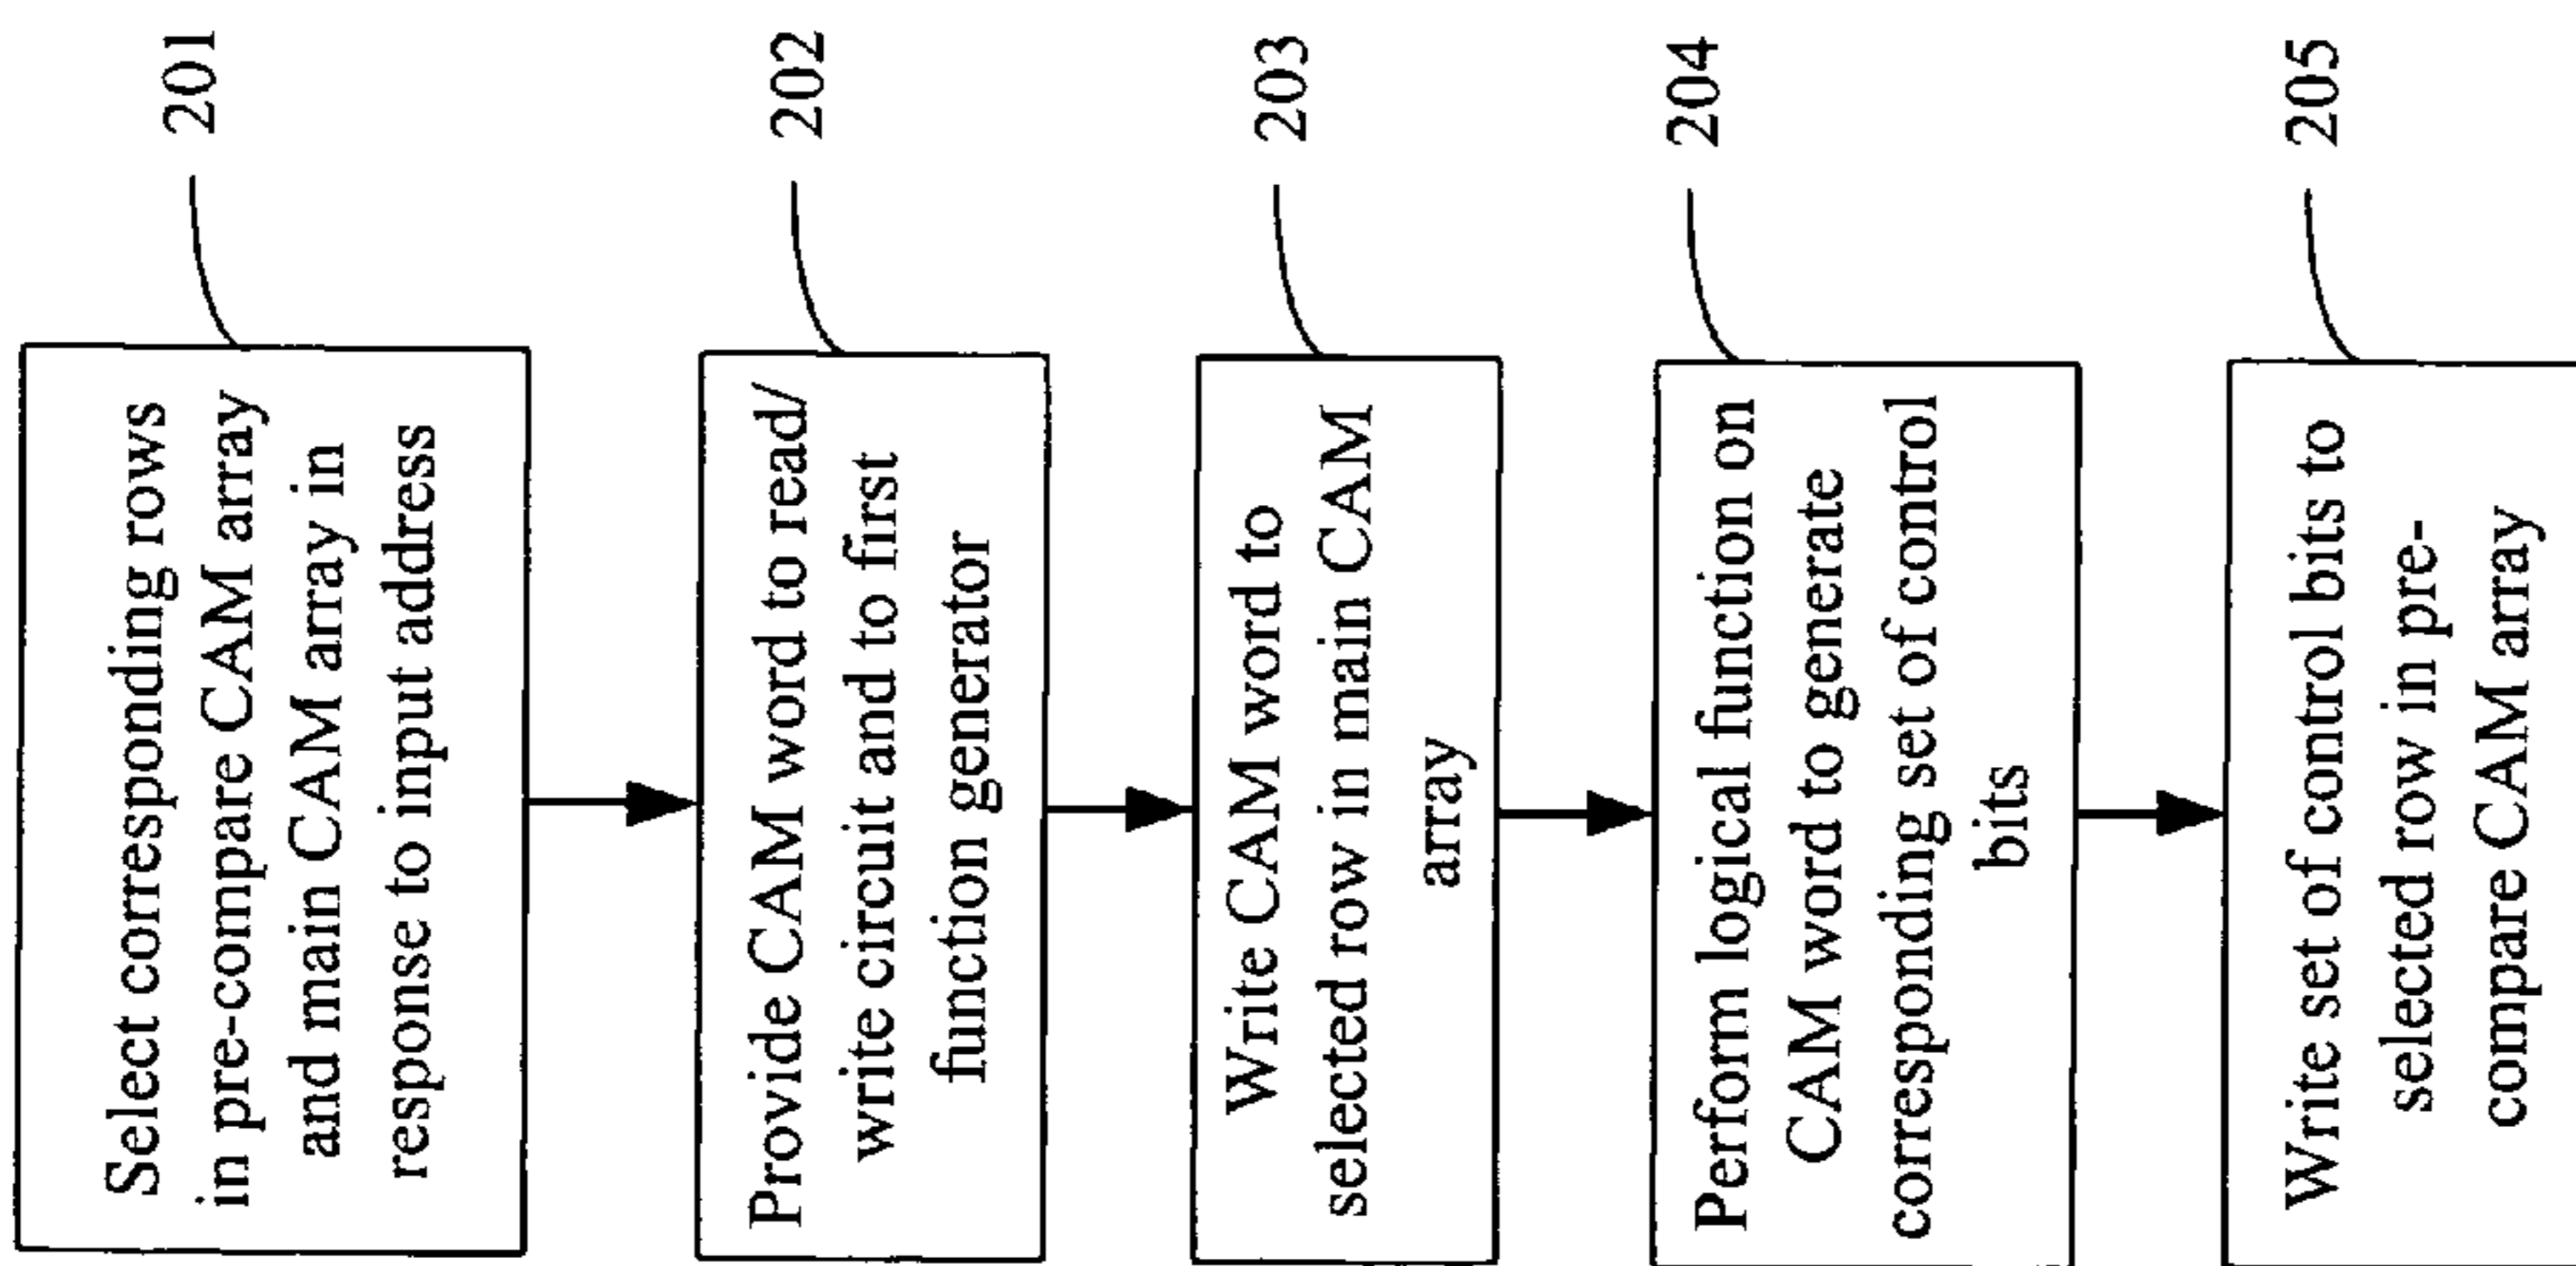 Select corresponding rows
in pre-compare CAM array
and main CAM array in
response to input address
201
Provide CAM word to read/
write circuit and to first
function generator
202
Write CAM word to
selected row in main CAM
array
203
Perform logical function on
CAM word to generate
corresponding set of control
bits
204
Write set of control bits to
selected row in pre-
compare CAM array
205